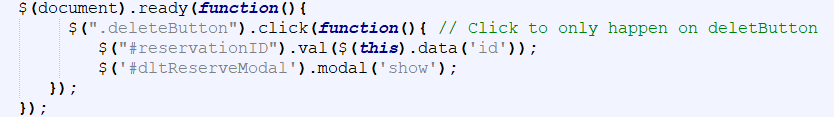 $(document).ready(function(){
$(".deleteButton").click(function(){ // Click to only happen on deletButton
$("#reservationID").val($(this).data('id'));
$('#dltReserveModal').modal('show');
});
});